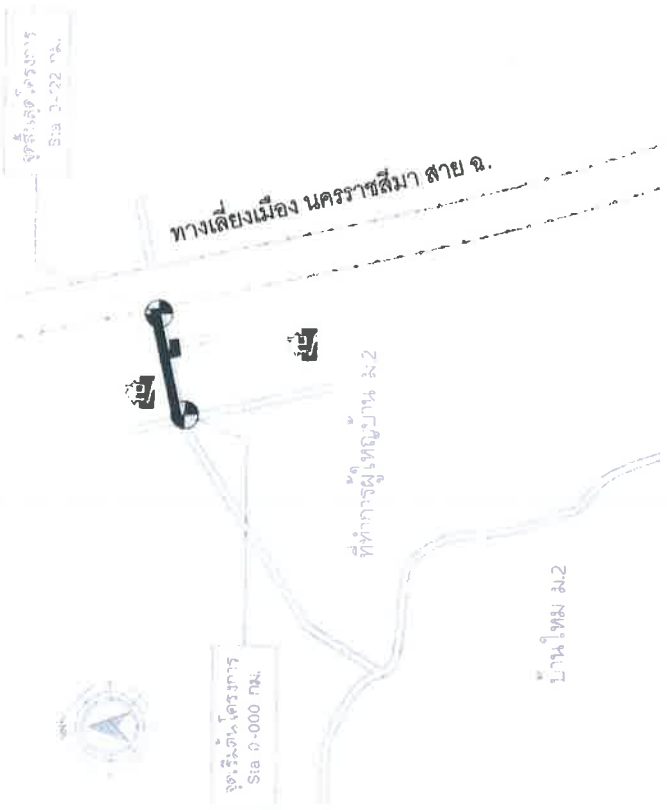 จุดสิ้นสุดโครงการ
ทางเลี่ยงเมือง นครราชสีมา สาย ฉ.
ที่ทำการผู้ใหญ่บ้าน ม.2
บ้านใหม่ ม.2
จุดเริ่มต้นโครงการ
Sta 0-000 กม.